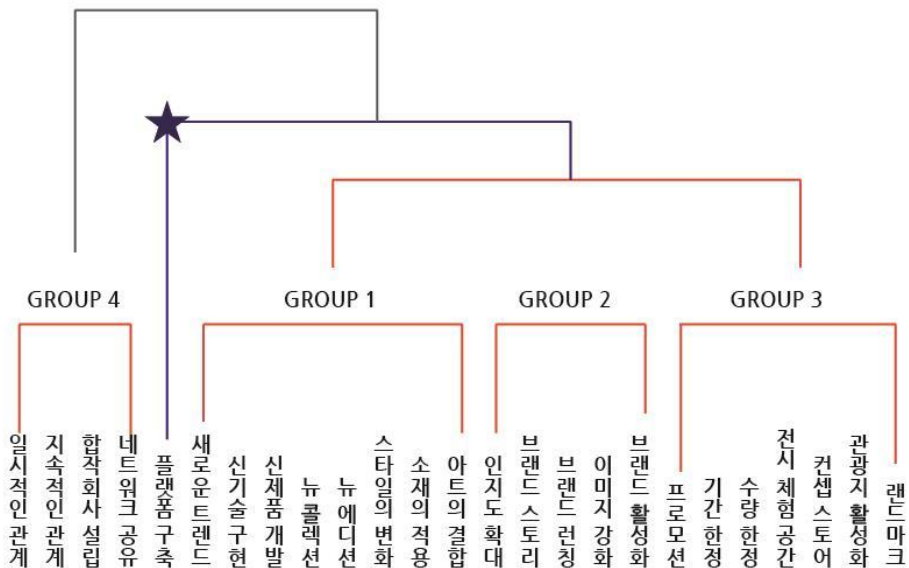 GROUP 4
GROUP 1
GROUP 2
GROUP 3
일시적인 관계
지속적인 관계
합작회사 설립
네트워크 공유
플랫폼 구축
새로운 트렌드
신기술 구현
신제품 개발
뉴 콜렉션
뉴 에디션
스타일의 변화
소재의 적용
아트의 결합
인지도 확대
브랜드 스토리
브랜드 런칭
이미지 강화
브랜드 활성화
프로모션
기간 한정
수량 한정
전시 체험 공간
컨셉 스토어
관광지 활성화
랜드마크